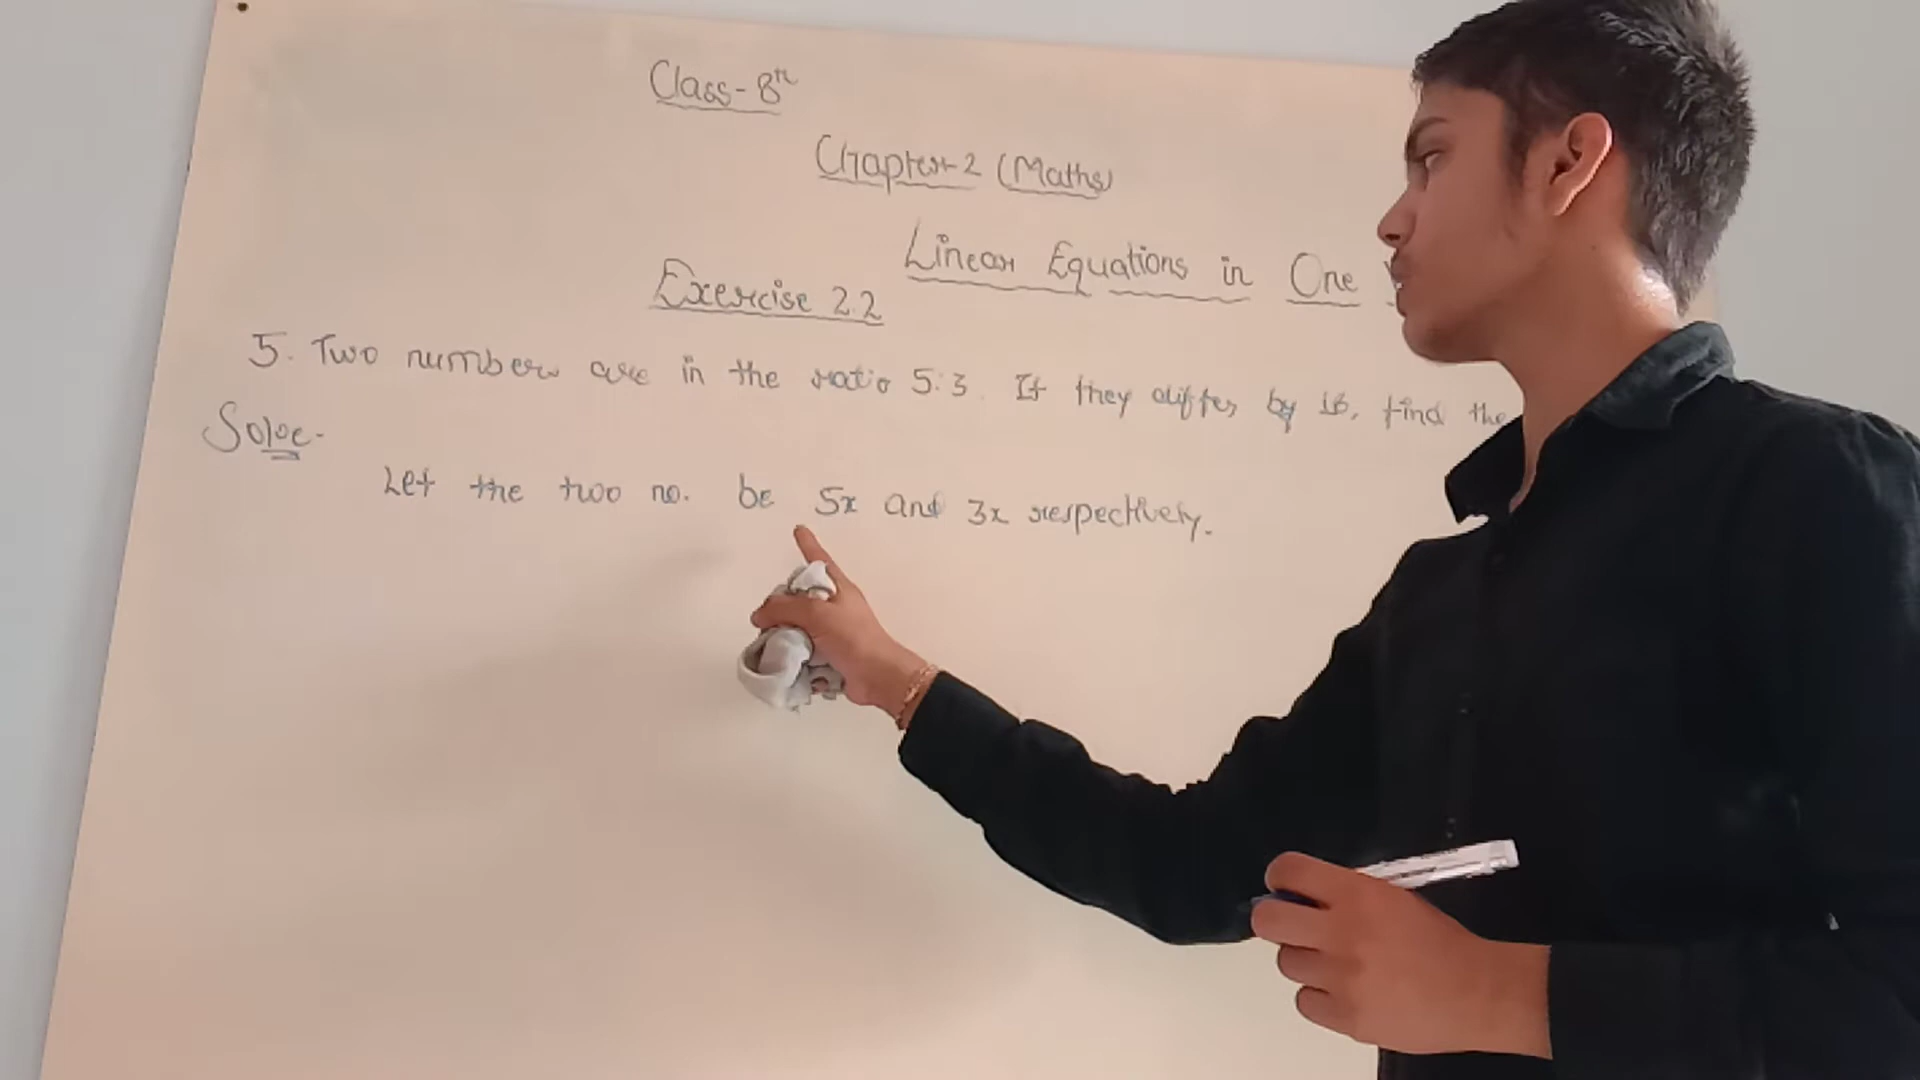 Class-8th
Chapter-2 (Maths)
Linear Equations in One
Exercise 2.2
5. Two numbers are in the ratio 5:3. If they differ by 18, find the
Solve-
Let the two no. be 5x and 3x respectively.